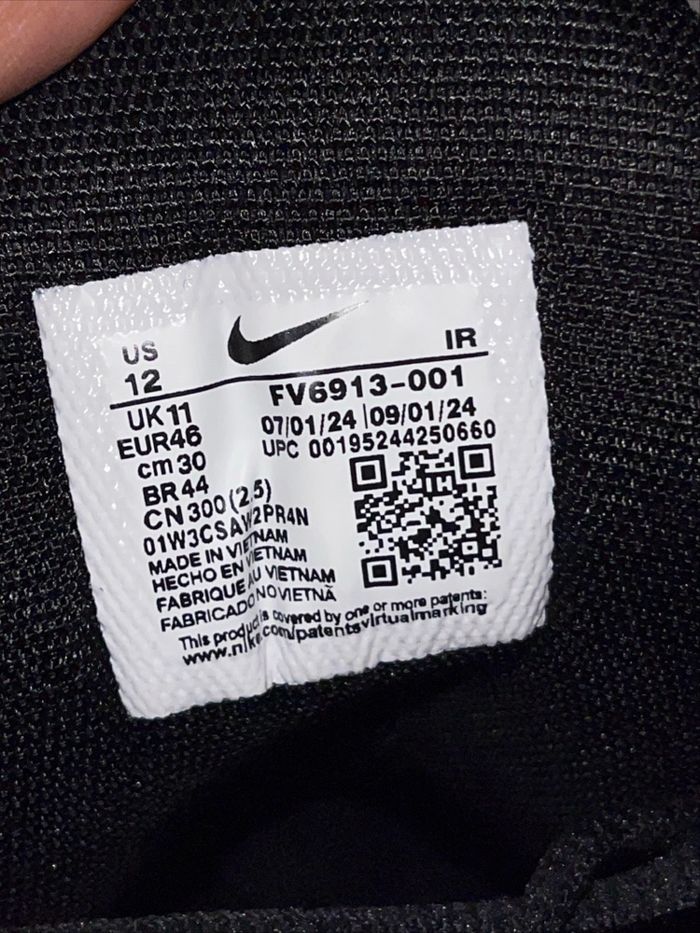 US
12
IR
FV6913-001
07/01/24 | 09/01/24
UPC 00195244250660
UK 11
EUR46
cm 30
BR 44
CN 300 (2,5)
01W3CSAW2PR4N
MADE IN VIETNAM
HECHO EN VIETNAM
FABRIQUE AU VIETNAM
FABRICADO NO VIETNÃ
This product is covered by one or more patents:
www.nike.com/patentsvirtualmarking